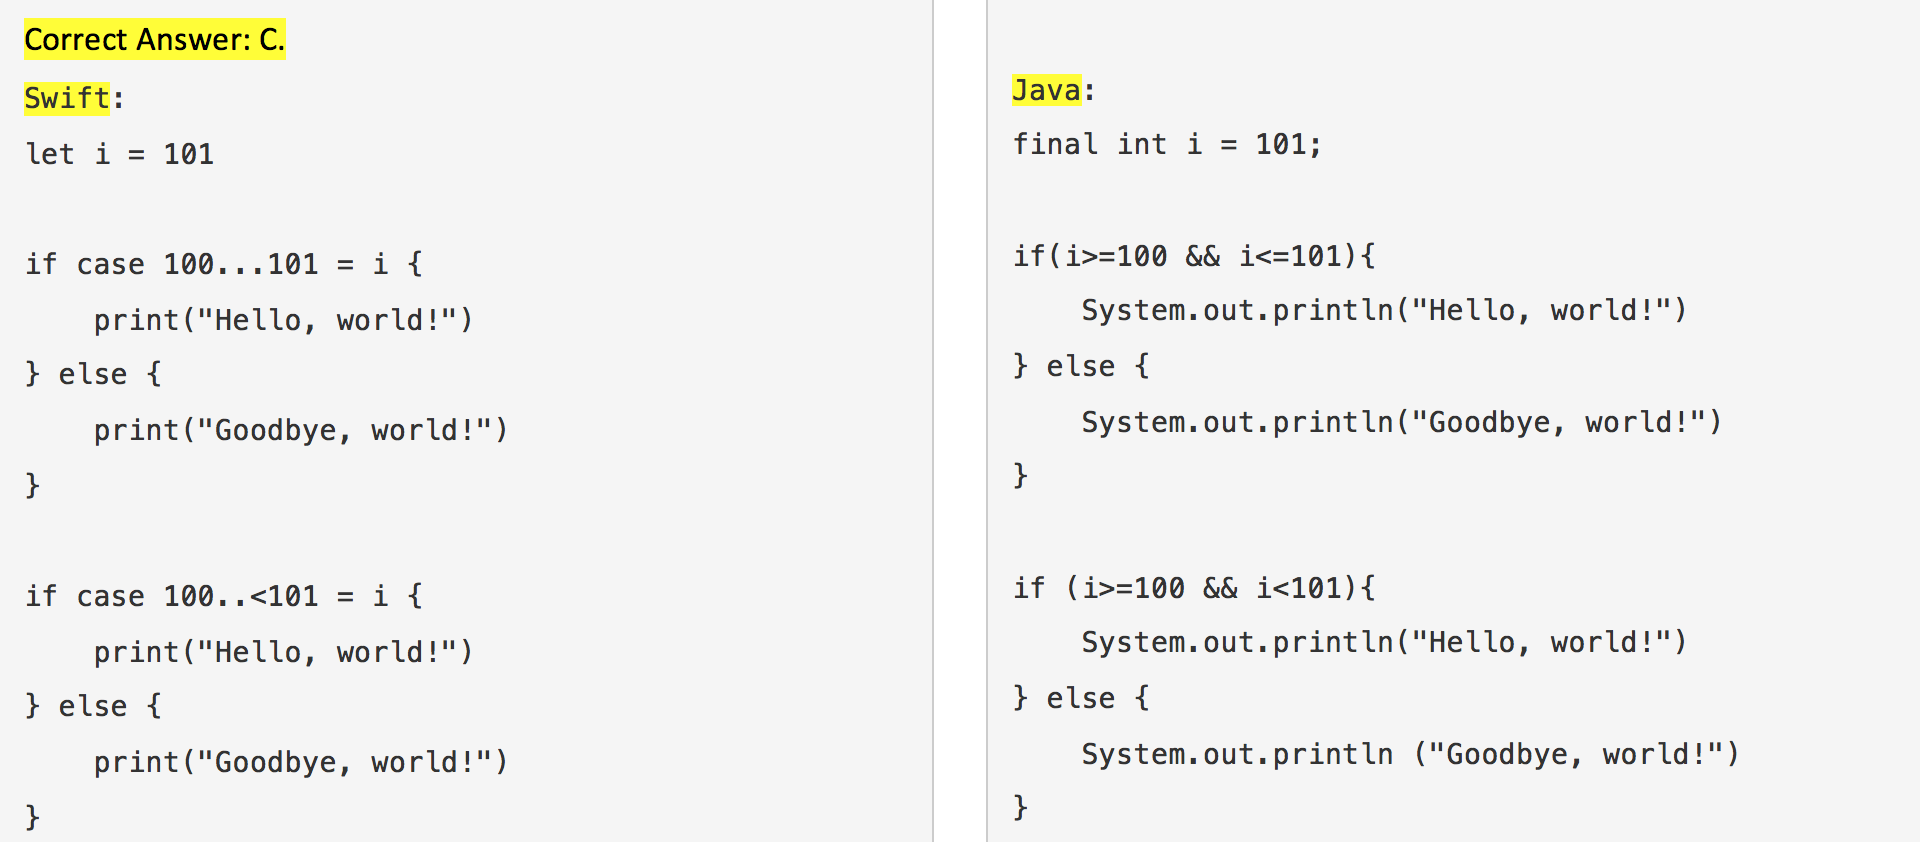 Correct Answer: C.
Swift:
let i = 101
if case 100...101 = i {
    print("Hello, world!")
} else {
    print("Goodbye, world!")
}
if case 100..<101 = i {
    print("Hello, world!")
} else {
    print("Goodbye, world!")
}
Java:
final int i = 101;
if(i>=100 && i<=101){
    System.out.println("Hello, world!")
} else {
    System.out.println("Goodbye, world!")
}
if (i>=100 && i<101){
    System.out.println("Hello, world!")
} else {
    System.out.println ("Goodbye, world!")
}